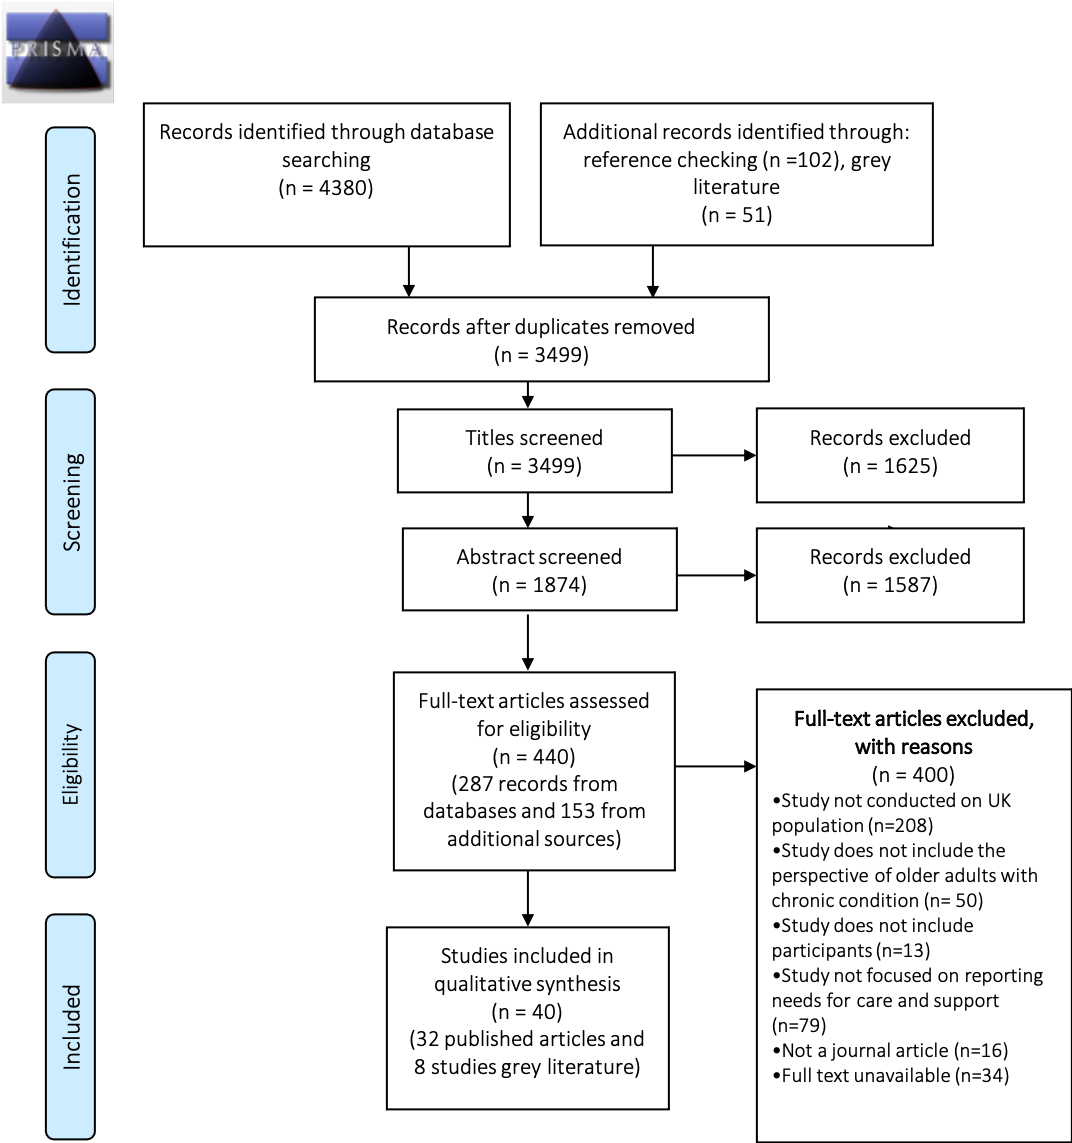 PRISMA
Records identified through database
searching
(n = 4380)
Additional records identified through:
reference checking (n =102), grey
literature
(n = 51)
Identification
Records after duplicates removed
(n = 3499)
Titles screened
(n = 3499)
Records excluded
(n = 1625)
Screening
Abstract screened
(n = 1874)
Records excluded
(n = 1587)
Eligibility
Full-text articles assessed
for eligibility
(n = 440)
(287 records from
databases and 153 from
additional sources)
Full-text articles excluded,
with reasons
(n = 400)
•Study not conducted on UK
population (n=208)
•Study does not include the
perspective of older adults with
chronic condition (n= 50)
•Study does not include
participants (n=13)
•Study not focused on reporting
needs for care and support
(n=79)
•Not a journal article (n=16)
•Full text unavailable (n=34)
Included
Studies included in
qualitative synthesis
(n = 40)
(32 published articles and
8 studies grey literature)